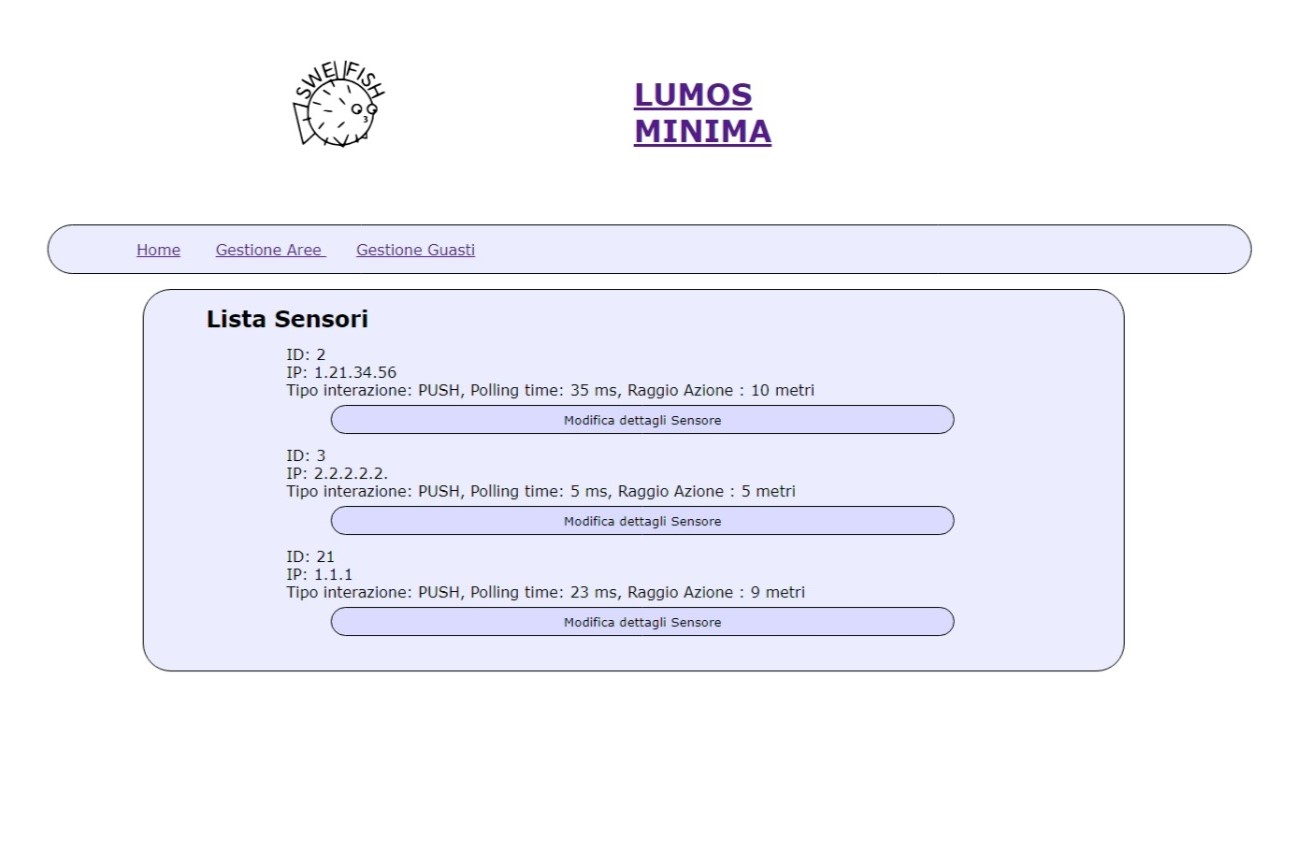 SWELLFISH
LUMOS
MINIMA
Home Gestione Aree Gestione Guasti
Lista Sensori
ID: 2
IP: 1.21.34.56
Tipo interazione: PUSH, Polling time: 35 ms, Raggio Azione : 10 metri
Modifica dettagli Sensore
ID: 3
IP: 2.2.2.2.2.
Tipo interazione: PUSH, Polling time: 5 ms, Raggio Azione : 5 metri
Modifica dettagli Sensore
ID: 21
IP: 1.1.1
Tipo interazione: PUSH, Polling time: 23 ms, Raggio Azione : 9 metri
Modifica dettagli Sensore